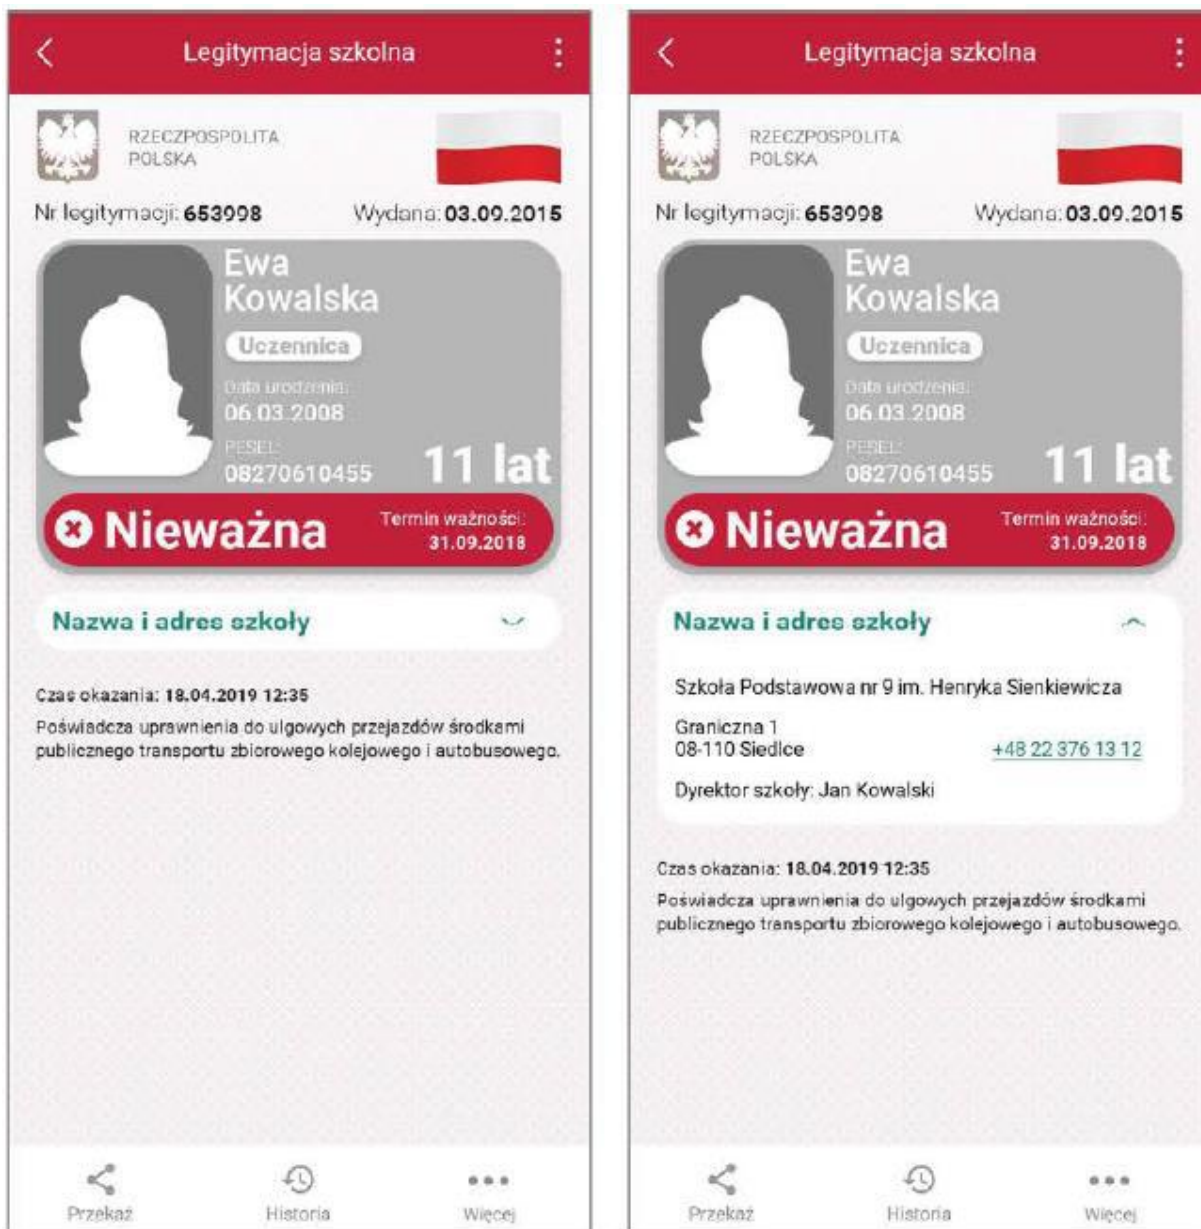 Legitymacja szkolna
RZECZPOSPOLITA
POLSKA
Nr legitymacji: 653998 Wydana: 03.09.2015
Ewa
Kowalska
Uczennica
Data urodzenia:
06.03.2008
PESEL:
08270610455
11 lat
Nieważna
Termin ważności:
31.09.2018
Nazwa i adres szkoły
Czas okazania: 18.04.2019 12:35
Poświadcza uprawnienia do ulgowych przejazdów środkami
publicznego transportu zbiorowego kolejowego i autobusowego.
Przekaż Historia Więcej
Legitymacja szkolna
RZECZPOSPOLITA
POLSKA
Nr legitymacji: 653998 Wydana: 03.09.2015
Ewa
Kowalska
Uczennica
Data urodzenia:
06.03.2008
PESEL:
08270610455
11 lat
Nieważna
Termin ważności:
31.09.2018
Nazwa i adres szkoły
Szkoła Podstawowa nr 9 im. Henryka Sienkiewicza
Graniczna 1
08-110 Siedlce +48 22 376 13 12
Dyrektor szkoły: Jan Kowalski
Czas okazania: 18.04.2019 12:35
Poświadcza uprawnienia do ulgowych przejazdów środkami
publicznego transportu zbiorowego kolejowego i autobusowego.
Przekaż Historia Więcej